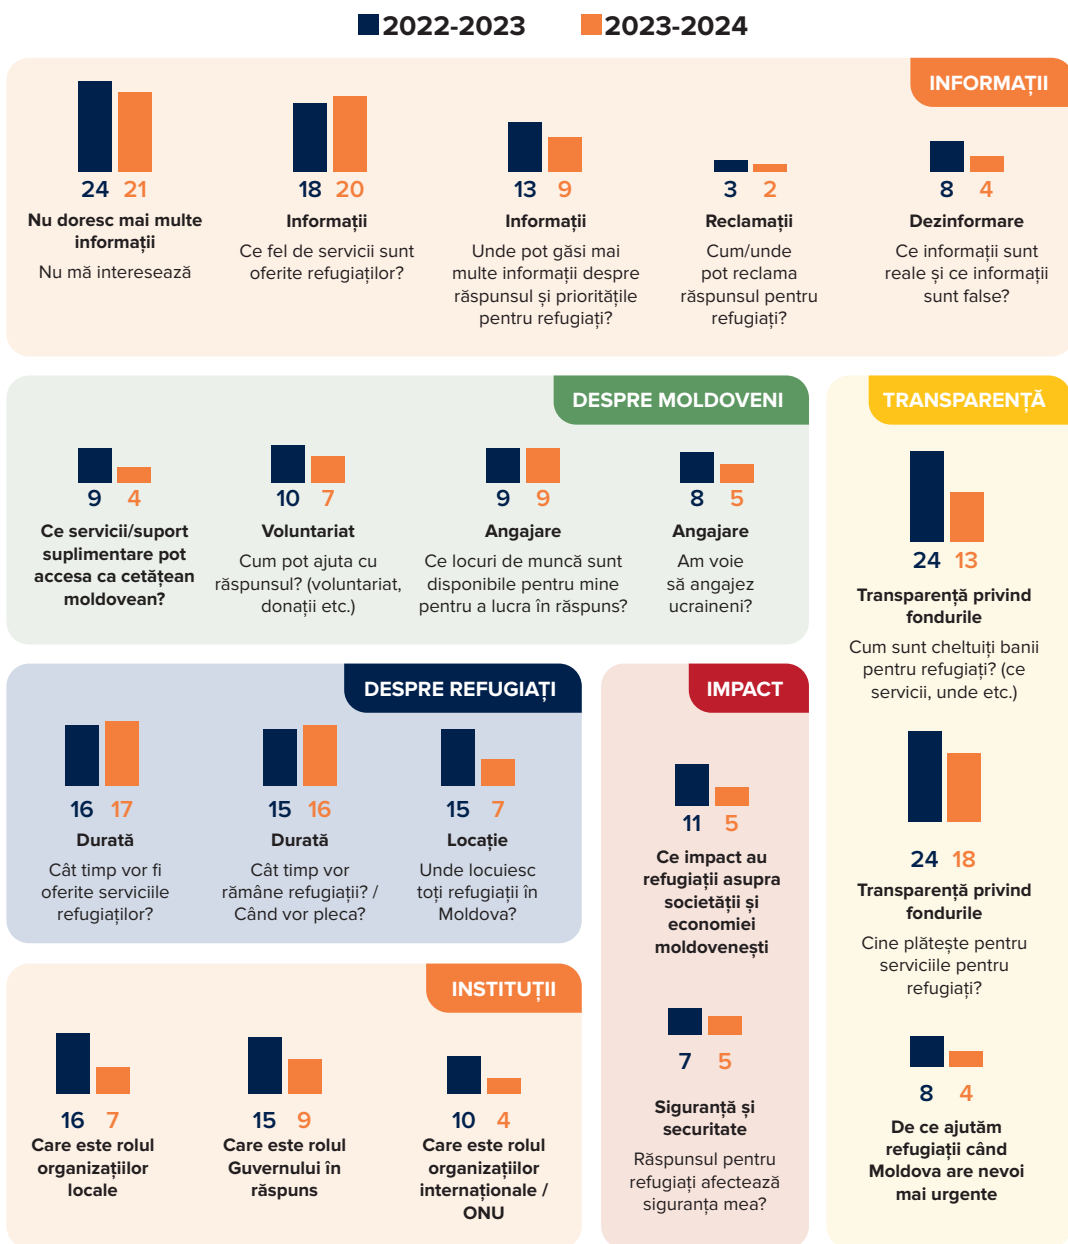 2022-2023 2023-2024
INFORMAȚII
24 21
Nu doresc mai multe
informații
Nu mă interesează
18 20
Informații
Ce fel de servicii sunt
oferite refugiaților?
13 9
Informații
Unde pot găsi mai
multe informații despre
răspunsul și prioritățile
pentru refugiați?
3 2
Reclamații
Cum/unde
pot reclama
răspunsul pentru
refugiați?
8 4
Dezinformare
Ce informații sunt
reale și ce informații
sunt false?
DESPRE MOLDOVENI
9 4
Ce servicii/suport
suplimentare pot
accesa ca cetățean
moldovean?
10 7
Voluntariat
Cum pot ajuta cu
răspunsul? (voluntariat,
donații etc.)
9 9
Angajare
Ce locuri de muncă sunt
disponibile pentru mine
pentru a lucra în răspuns?
8 5
Angajare
Am voie
să angajez
ucraineni?
TRANSPARENȚĂ
24 13
Transparență privind
fondurile
Cum sunt cheltuiți banii
pentru refugiați? (ce
servicii, unde etc.)
24 18
Transparență privind
fondurile
Cine plătește pentru
serviciile pentru
refugiați?
8 4
De ce ajutăm
refugiații când
Moldova are nevoi
mai urgente
DESPRE REFUGIAȚI
16 17
Durată
Cât timp vor fi
oferite serviciile
refugiaților?
15 16
Durată
Cât timp vor
rămâne refugiații? /
Când vor pleca?
15 7
Locație
Unde locuiesc
toți refugiații în
Moldova?
IMPACT
11 5
Ce impact au
refugiații asupra
societății și
economiei
moldovenești
7 5
Siguranță și
securitate
Răspunsul pentru
refugiați afectează
siguranța mea?
INSTITUȚII
16 7
Care este rolul
organizațiilor
locale
15 9
Care este rolul
Guvernului în
răspuns
10 4
Care este rolul
organizațiilor
internaționale /
ONU